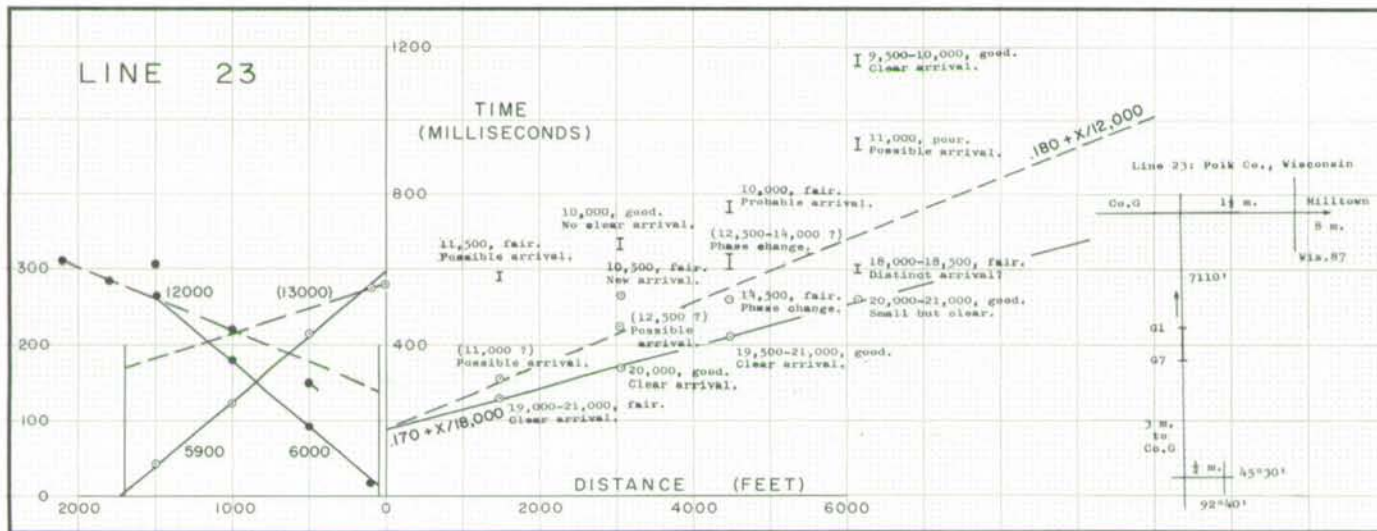 LINE 23
1200
TIME
(MILLISECONDS)
9,500-10,000, good.
Clear arrival.
11,000, poor.
Possible arrival.
.180 + X/12,000
Line 23: Polk Co., Wisconsin
Co.G
Milltown
8 m.
Wis.87
800
10,000, fair.
Probable arrival.
10,000, good.
No clear arrival.
(12,500-14,000 ?)
Phase change.
11,500, fair.
Possible arrival.
10,500, fair.
New arrival.
18,000-18,500, fair.
Distinct arrival?
7110'
300
12000
(13000)
14,500, fair.
Phase change.
20,000-21,000, good.
Small but clear.
(12,500 ?)
Possible
arrival.
G1
G7
200
400
(11,000 ?)
Possible arrival.
19,500-21,000, good.
Clear arrival.
20,000, good.
Clear arrival.
19,000-21,000, fair.
Clear arrival.
.170 + X/18,000
100
5900
6000
3 m.
to
Co.G
45°30'
92°40'
0
DISTANCE (FEET)
2000
1000
0
2000
4000
6000